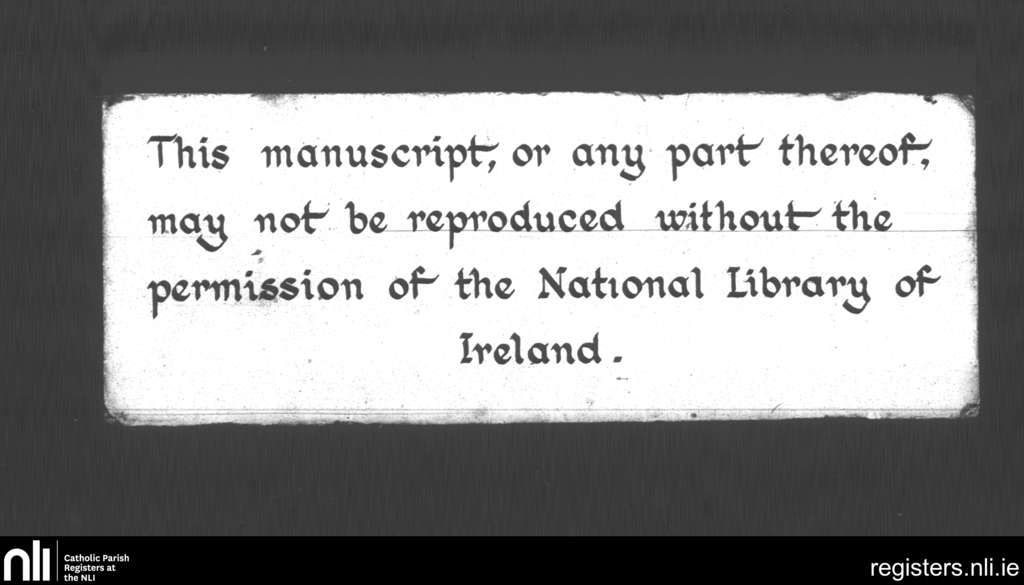 This manuscript, or any part thereof,
may not be reproduced without the
permission of the National Library of
Ireland.
nli
Catholic Parish
Registers at
the NLI
registers.nli.ie